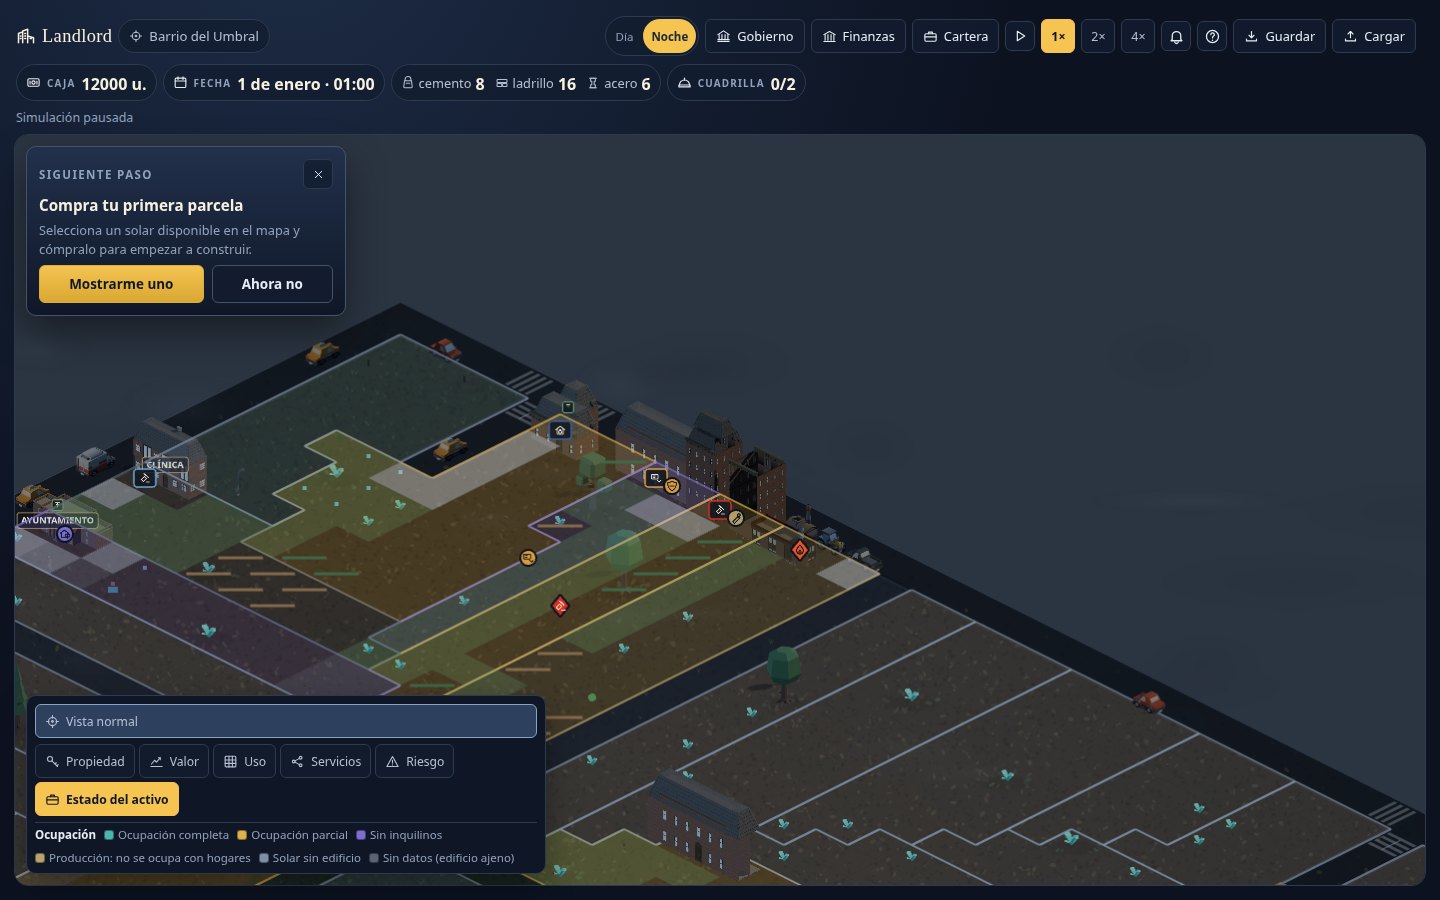 Landlord
Barrio del Umbral
Día Noche
Gobierno
Finanzas
Cartera
1× 2× 4×
Guardar
Cargar
CAJA 12000 u.
FECHA 1 de enero · 01:00
cemento 8 ladrillo 16 acero 6
CUADRILLA 0/2
Simulación pausada
SIGUIENTE PASO
Compra tu primera parcela
Selecciona un solar disponible en el mapa y
cómpralo para empezar a construir.
Mostrarme uno
Ahora no
CLÍNICA
AYUNTAMIENTO
Vista normal
Propiedad Valor Uso Servicios Riesgo
Estado del activo
Ocupación Ocupación completa Ocupación parcial Sin inquilinos
Producción: no se ocupa con hogares Solar sin edificio Sin datos (edificio ajeno)